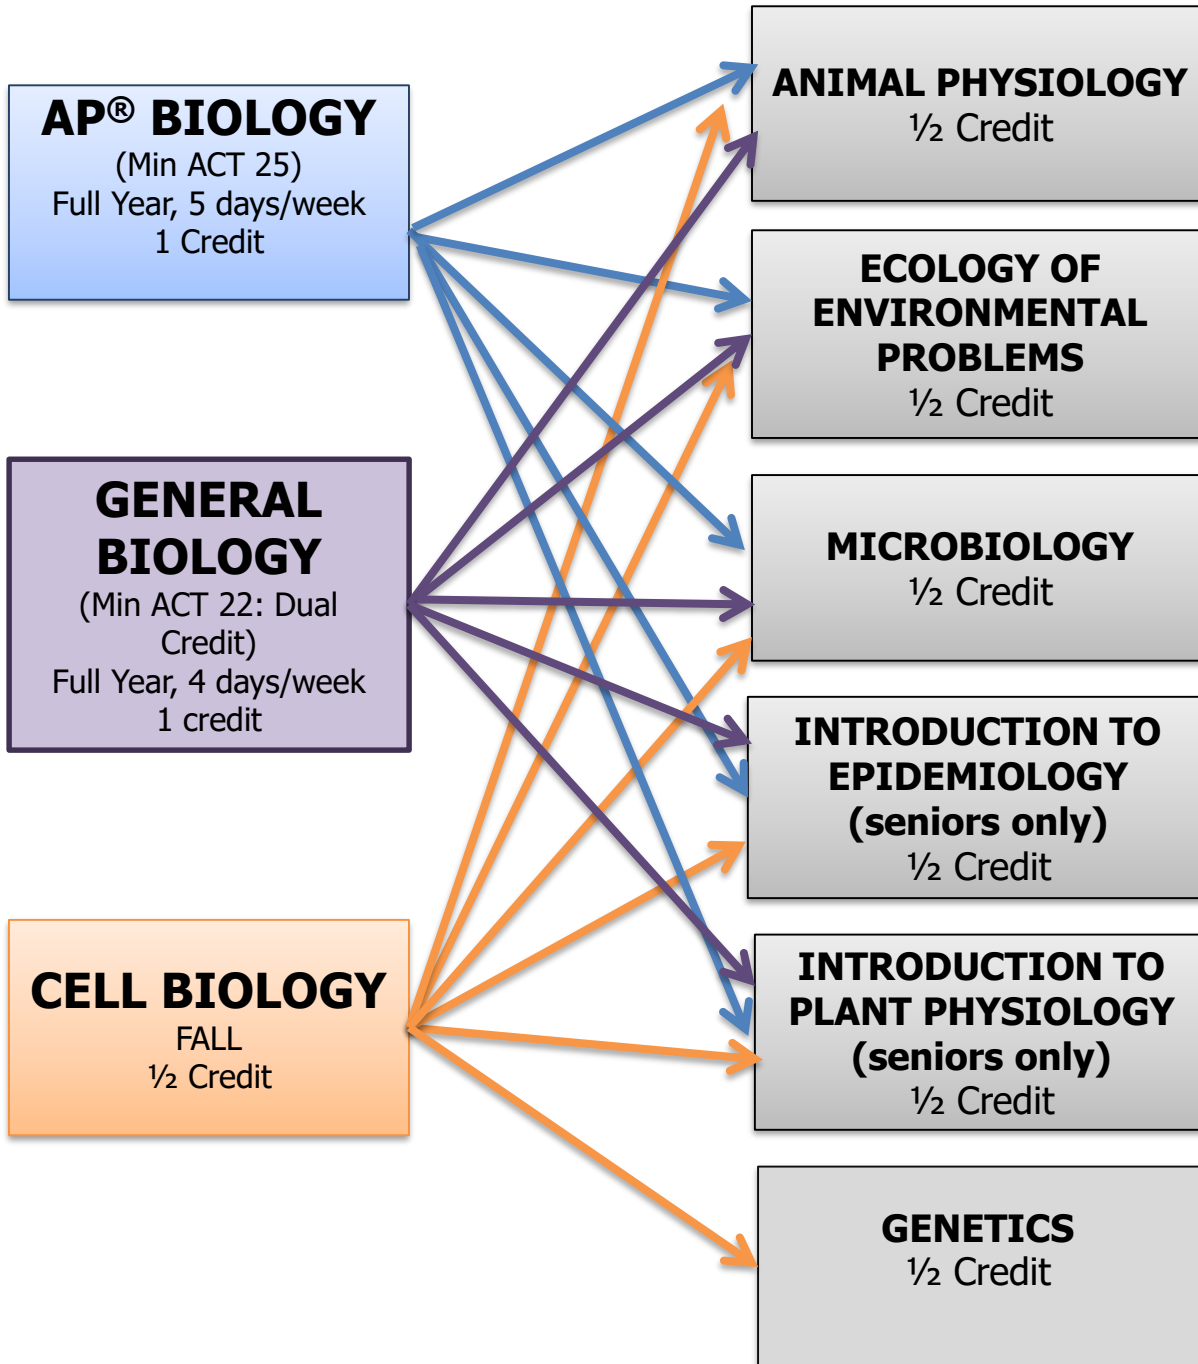 AP® BIOLOGY
(Min ACT 25)
Full Year, 5 days/week
1 Credit
GENERAL
BIOLOGY
(Min ACT 22: Dual
Credit)
Full Year, 4 days/week
1 credit
CELL BIOLOGY
FALL
½ Credit
ANIMAL PHYSIOLOGY
½ Credit
ECOLOGY OF
ENVIRONMENTAL
PROBLEMS
½ Credit
MICROBIOLOGY
½ Credit
INTRODUCTION TO
EPIDEMIOLOGY
(seniors only)
½ Credit
INTRODUCTION TO
PLANT PHYSIOLOGY
(seniors only)
½ Credit
GENETICS
½ Credit